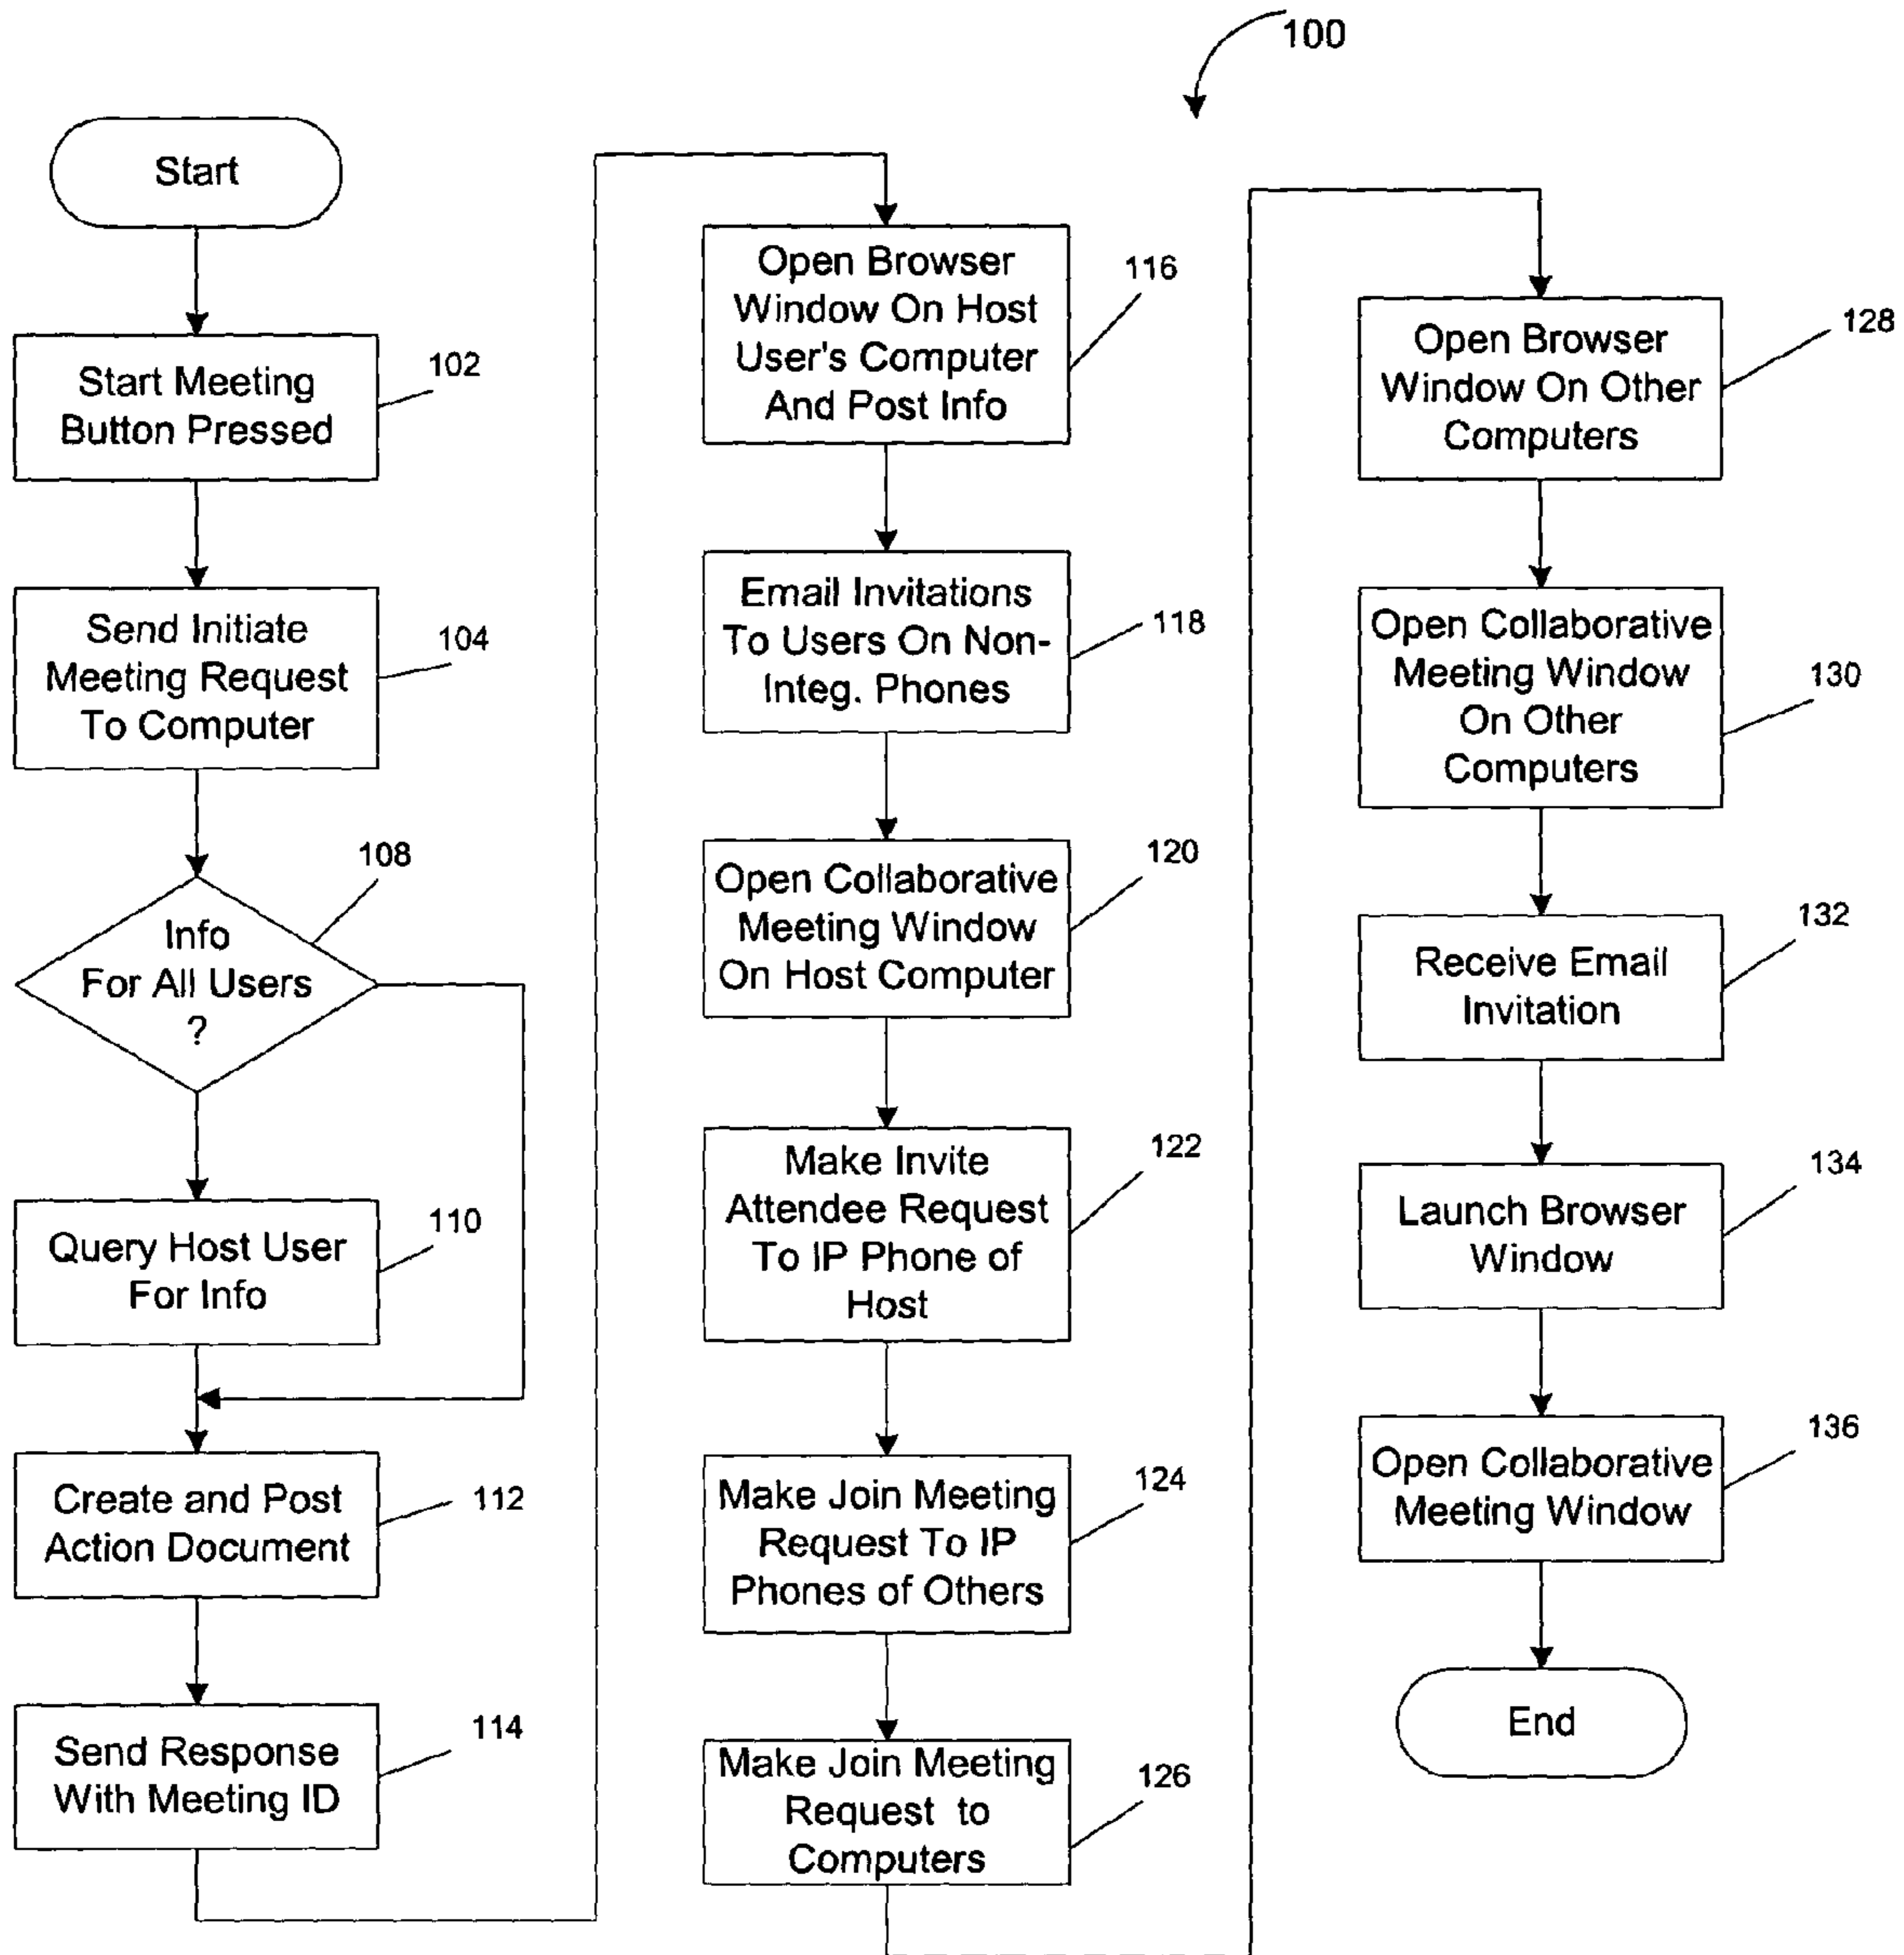 100
Start
Start Meeting
Button Pressed
102
Send Initiate
Meeting Request
To Computer
104
Info
For All Users
?
108
Query Host User
For Info
110
Create and Post
Action Document
112
Send Response
With Meeting ID
114
Open Browser
Window On Host
User's Computer
And Post Info
116
Email Invitations
To Users On Non-
Integ. Phones
118
Open Collaborative
Meeting Window
On Host Computer
120
Make Invite
Attendee Request
To IP Phone of
Host
122
Make Join Meeting
Request To IP
Phones of Others
124
Make Join Meeting
Request to
Computers
126
Open Browser
Window On Other
Computers
128
Open Collaborative
Meeting Window
On Other
Computers
130
Receive Email
Invitation
132
Launch Browser
Window
134
Open Collaborative
Meeting Window
136
End